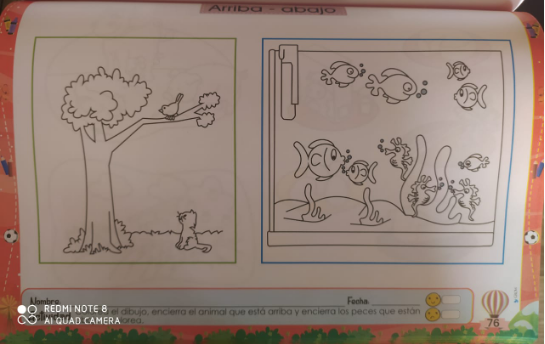 Arriba - abajo
Nombre Fecha:
el dibujo, encierra el animal que está arriba y encierra los peces que están
76
REDMI NOTE 8
AI QUAD CAMERA